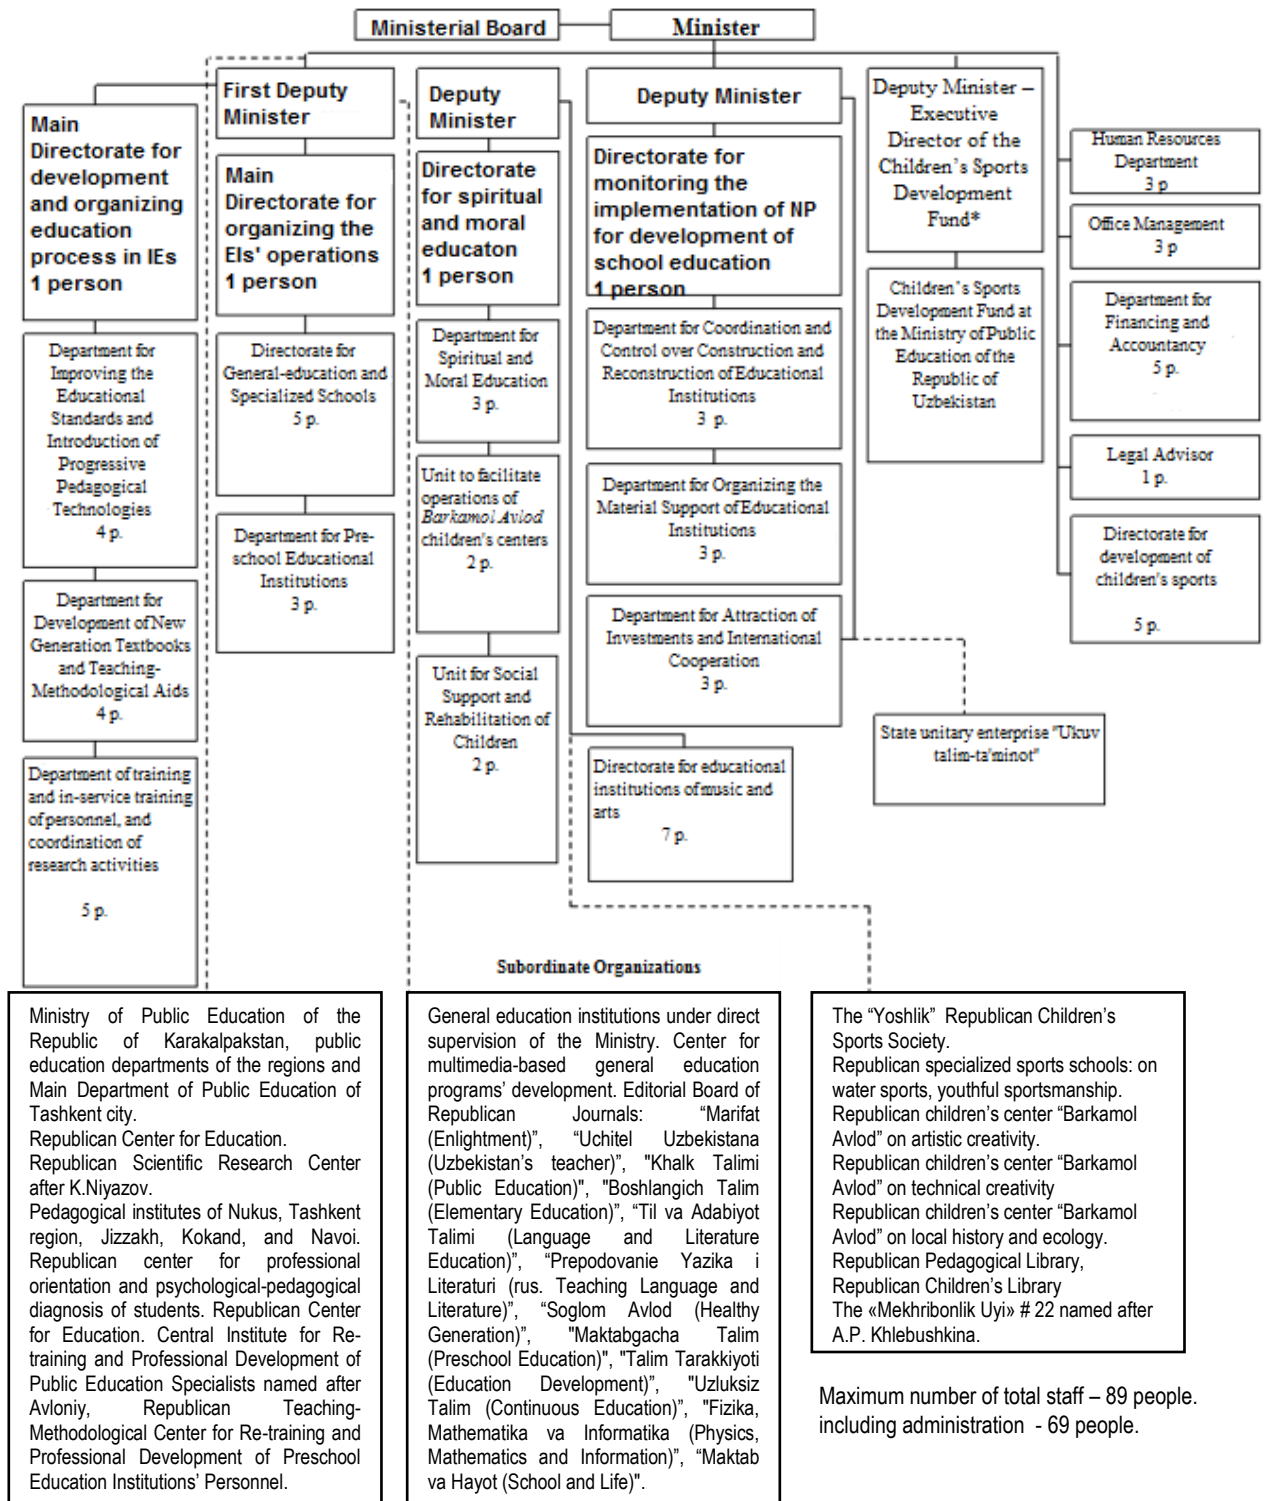 Ministerial Board
Minister
First Deputy
Minister
Deputy
Minister
Deputy Minister
Deputy Minister –
Executive
Director of the
Children's Sports
Development
Fund*
Main
Directorate for
development
and organizing
education
process in IEs
1 person
Main
Directorate for
organizing the
EIs' operations
1 person
Directorate
for spiritual
and moral
educaton
1 person
Directorate for
monitoring the
implementation of NP
for development of
school education
1 person
Human Resources
Department
3 p
Office Management
3 p
Department for
Financing and
Accountancy
5 p.
Legal Advisor
1 p.
Directorate for
development of
children's sports
5 p.
Department for
Improving the
Educational
Standards and
Introduction of
Progressive
Pedagogical
Technologies
4 p.
Directorate for
General-education and
Specialized Schools
5 p.
Department for
Spiritual and
Moral Education
3 p.
Department for Coordination and
Control over Construction and
Reconstruction of Educational
Institutions
3 p.
Children's Sports
Development Fund at
the Ministry of Public
Education of the
Republic of
Uzbekistan
Department for Pre-
school Educational
Institutions
3 p.
Unit to facilitate
operations of
Barkamol Avlod
children's centers
2 p.
Department for Organizing the
Material Support of Educational
Institutions
3 p.
Department for
Development of New
Generation Textbooks
and Teaching-
Methodological Aids
4 p.
Unit for Social
Support and
Rehabilitation of
Children
2 p.
Department for Attraction of
Investments and International
Cooperation
3 p.
State unitary enterprise "Ukuv
talim-ta'minot"
Department of training
and in-service training
of personnel, and
coordination of
research activities
5 p.
Directorate for educational
institutions of music and
arts
7 p.
Subordinate Organizations
Ministry of Public Education of the
Republic of Karakalpakstan, public
education departments of the regions and
Main Department of Public Education of
Tashkent city.
Republican Center for Education.
Republican Scientific Research Center
after K.Niyazov.
Pedagogical institutes of Nukus, Tashkent
region, Jizzakh, Kokand, and Navoi.
Republican center for professional
orientation and psychological-pedagogical
diagnosis of students. Republican Center
for Education. Central Institute for Re-
training and Professional Development of
Public Education Specialists named after
Avloniy, Republican Teaching-
Methodological Center for Re-training and
Professional Development of Preschool
Education Institutions' Personnel.
General education institutions under direct
supervision of the Ministry. Center for
multimedia-based general education
programs' development. Editorial Board of
Republican Journals: “Marifat
(Enlightment)”, “Uchitel Uzbekistana
(Uzbekistan's teacher)”, "Khalk Talimi
(Public Education)", "Boshlangich Talim
(Elementary Education)”, “Til va Adabiyot
Talimi (Language and Literature
Education)”, “Prepodovanie Yazika i
Literaturi (rus. Teaching Language and
Literature)”, “Soglom Avlod (Healthy
Generation)”, "Maktabgacha Talim
(Preschool Education)", "Talim Tarakkiyoti
(Education Development)”, "Uzluksiz
Talim (Continuous Education)”, "Fizika,
Mathematika va Informatika (Physics,
Mathematics and Information)”, “Maktab
va Hayot (School and Life)".
The “Yoshlik” Republican Children's
Sports Society.
Republican specialized sports schools: on
water sports, youthful sportsmanship.
Republican children's center “Barkamol
Avlod” on artistic creativity.
Republican children's center “Barkamol
Avlod” on technical creativity
Republican children's center “Barkamol
Avlod” on local history and ecology.
Republican Pedagogical Library,
Republican Children's Library
The «Mekhribonlik Uyi» # 22 named after
A.P. Khlebushkina.
Maximum number of total staff – 89 people.
including administration - 69 people.